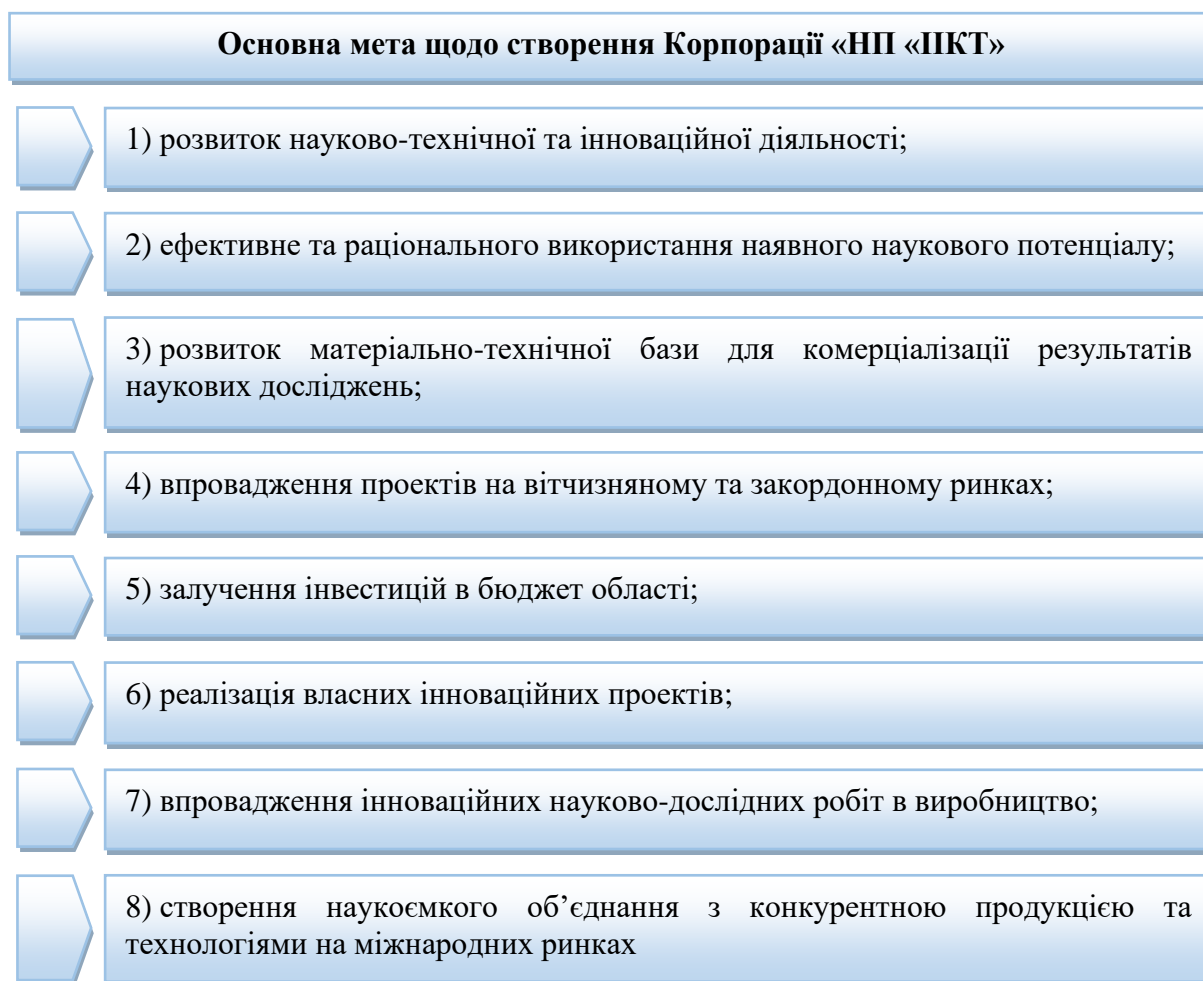 Основна мета щодо створення Корпорації «НП «ІІКТ»
1) розвиток науково-технічної та інноваційної діяльності;
2) ефективне та раціонального використання наявного наукового потенціалу;
3) розвиток матеріально-технічної бази для комерціалізації результатів
наукових досліджень;
4) впровадження проектів на вітчизняному та закордонному ринках;
5) залучення інвестицій в бюджет області;
6) реалізація власних інноваційних проектів;
7) впровадження інноваційних науково-дослідних робіт в виробництво;
8) створення наукоємкого об’єднання з конкурентною продукцією та
технологіями на міжнародних ринках